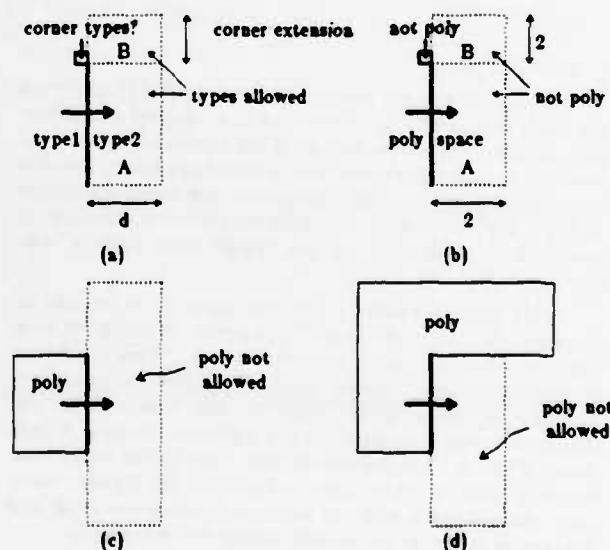 corner types?
B
corner extension
types allowed
type1
type2
A
d
(a)
not poly
B
2
not poly
poly
space
A
2
(b)
poly
poly not
allowed
(c)
poly
poly not
allowed
(d)